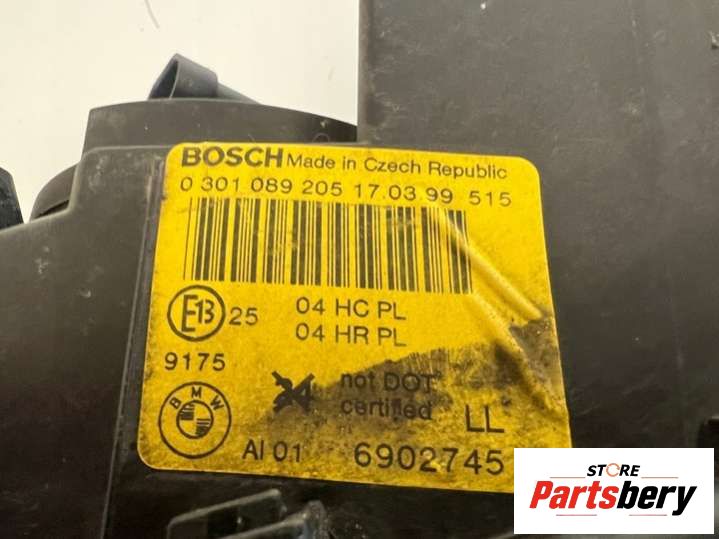 BOSCH Made in Czech Republic
0 301 089 205 17.03.99 515
04 HC PL
E13 25
04 HR PL
9175
24 not DOT
certified LL
BMW
AI 01 6902745
STORE
Partsbery